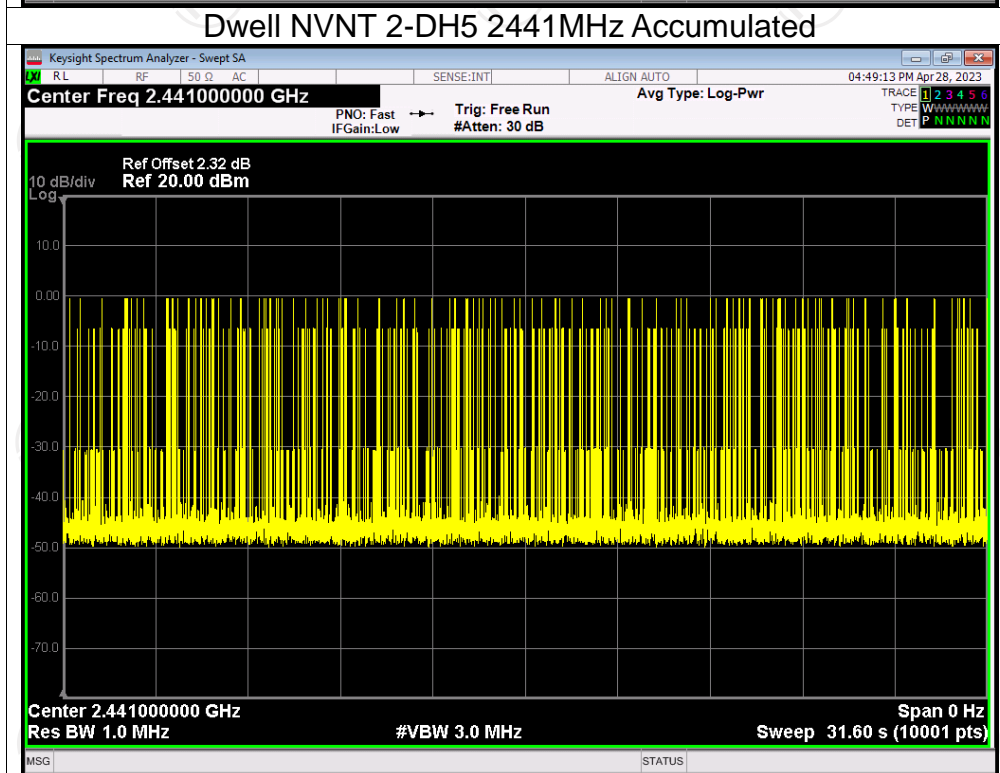 Dwell NVNT 2-DH5 2441MHz Accumulated
Keysight Spectrum Analyzer - Swept SA
LXI RL RF 50 Ω AC SENSE:INT ALIGN AUTO 04:49:13 PM Apr 28, 2023
Center Freq 2.441000000 GHz Avg Type: Log-Pwr TRACE 1 2 3 4 5 6
PNO: Fast Trig: Free Run TYPE WWWWWW
IFGain:Low #Atten: 30 dB DET P N N N N N
Ref Offset 2.32 dB
10 dB/div Ref 20.00 dBm
Log
10.0
0.00
-10.0
-20.0
-30.0
-40.0
-50.0
-60.0
-70.0
Center 2.441000000 GHz Span 0 Hz
Res BW 1.0 MHz #VBW 3.0 MHz Sweep 31.60 s (10001 pts)
MSG STATUS